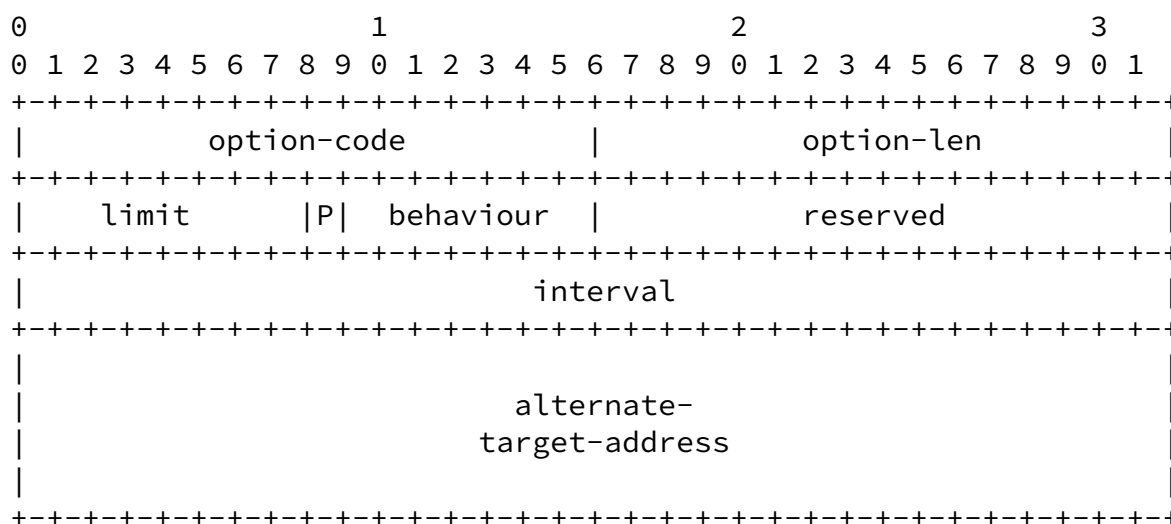 0                   1                   2                   3
0 1 2 3 4 5 6 7 8 9 0 1 2 3 4 5 6 7 8 9 0 1 2 3 4 5 6 7 8 9 0 1
+-+-+-+-+-+-+-+-+-+-+-+-+-+-+-+-+-+-+-+-+-+-+-+-+-+-+-+-+-+-+-+-+
|          option-code          |           option-len          |
+-+-+-+-+-+-+-+-+-+-+-+-+-+-+-+-+-+-+-+-+-+-+-+-+-+-+-+-+-+-+-+-+
|    limit      |P|  behaviour  |           reserved            |
+-+-+-+-+-+-+-+-+-+-+-+-+-+-+-+-+-+-+-+-+-+-+-+-+-+-+-+-+-+-+-+-+
|                            interval                           |
+-+-+-+-+-+-+-+-+-+-+-+-+-+-+-+-+-+-+-+-+-+-+-+-+-+-+-+-+-+-+-+-+
|                                                               |
|                           alternate-                          |
|                         target-address                        |
|                                                               |
+-+-+-+-+-+-+-+-+-+-+-+-+-+-+-+-+-+-+-+-+-+-+-+-+-+-+-+-+-+-+-+-+